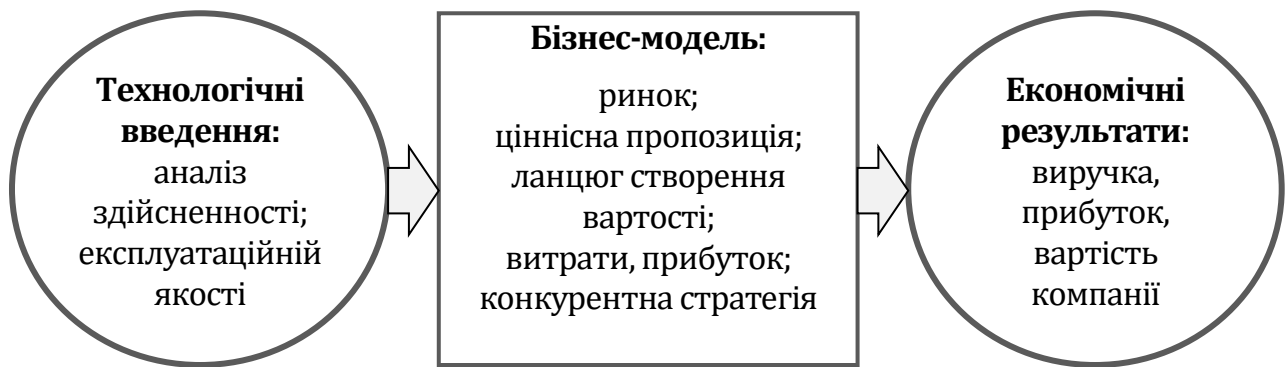 Технологічні
введення:
аналіз
здійсненності;
експлуатаційній
якості
Бізнес-модель:
ринок;
ціннісна пропозиція;
ланцюг створення
вартості;
витрати, прибуток;
конкурентна стратегія
Економічні
результати:
виручка,
прибуток,
вартість
компанії